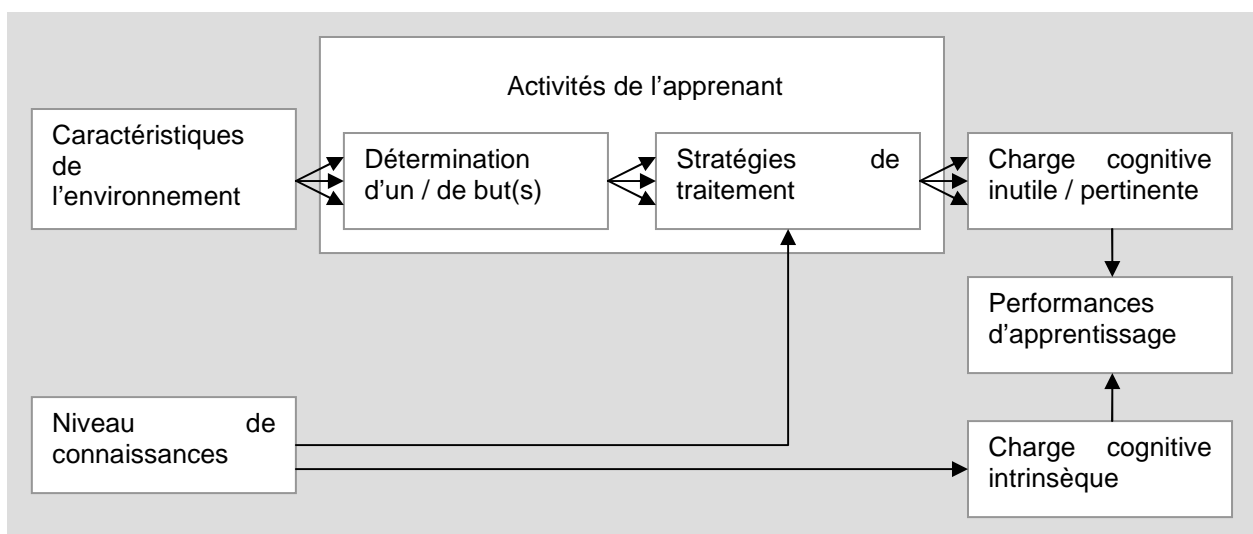 Activités de l'apprenant
Caractéristiques
de
l'environnement
Détermination
d'un / de but(s)
Stratégies de
traitement
Charge cognitive
inutile / pertinente
Performances
d'apprentissage
Niveau de
connaissances
Charge cognitive
intrinsèque